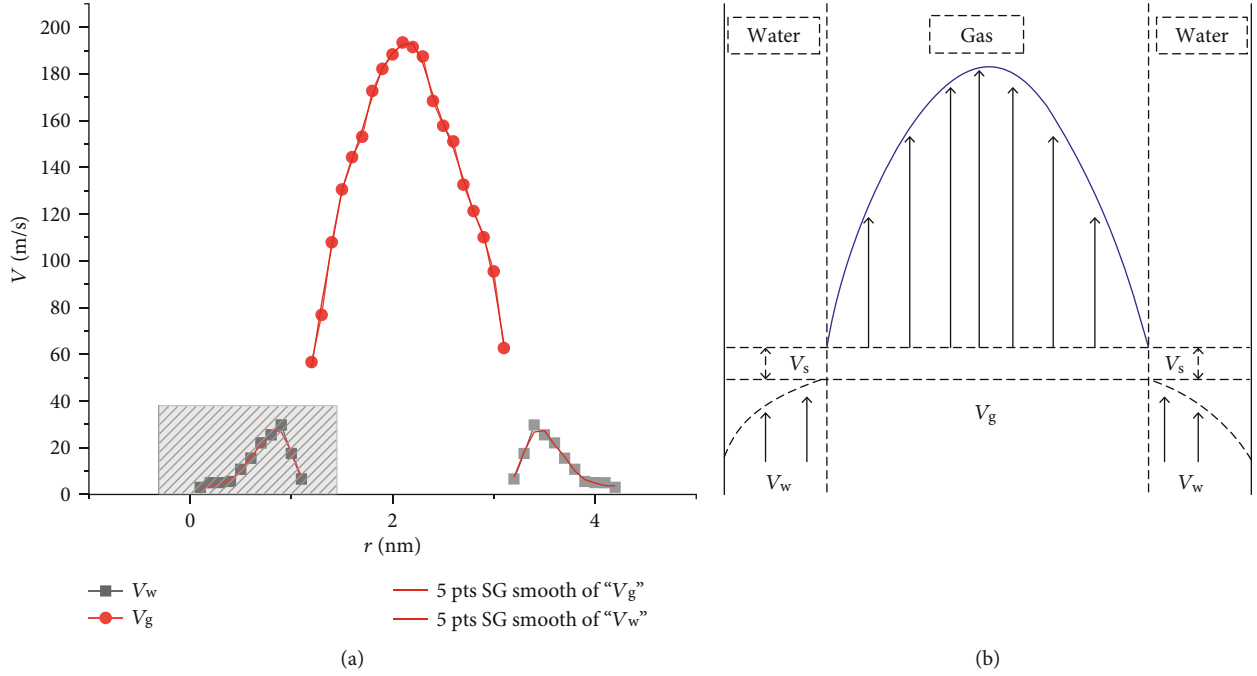 200
180
160
140
120
100
80
60
40
20
0
V (m/s)
0
2
4
r (nm)
Vw
Vg
5 pts SG smooth of “Vg”
5 pts SG smooth of “Vw”
(a)
Water
Gas
Water
Vs
Vs
Vg
Vw
Vw
(b)